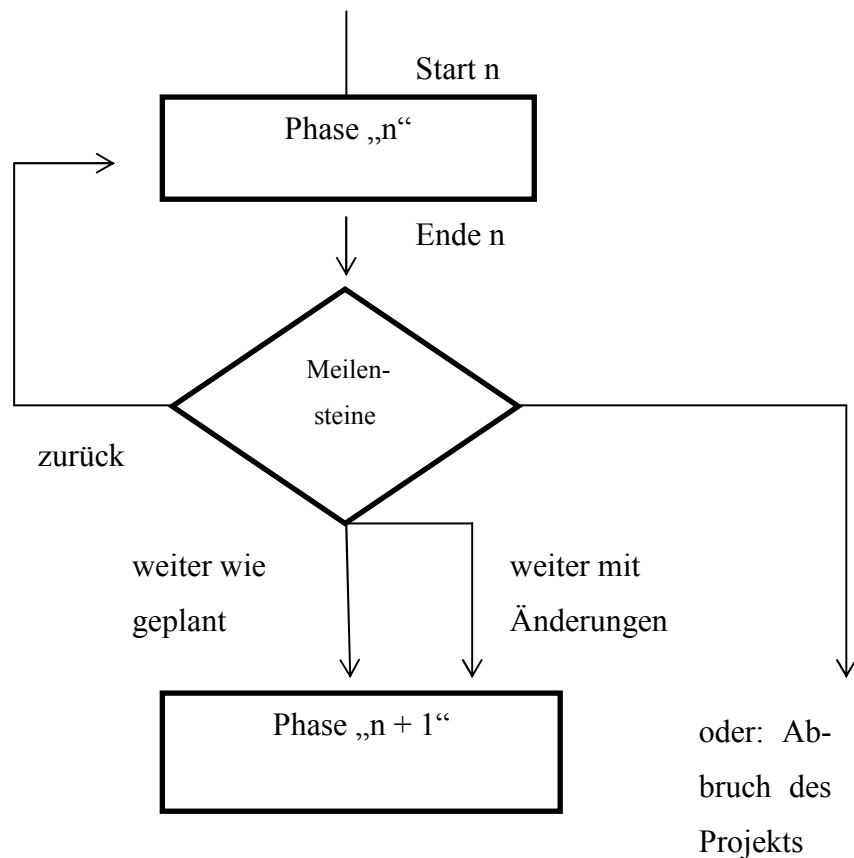 Start n
Phase „n“
Ende n
Meilen-
steine
zurück
weiter wie
geplant
weiter mit
Änderungen
Phase „n + 1“
oder: Ab-
bruch des
Projekts